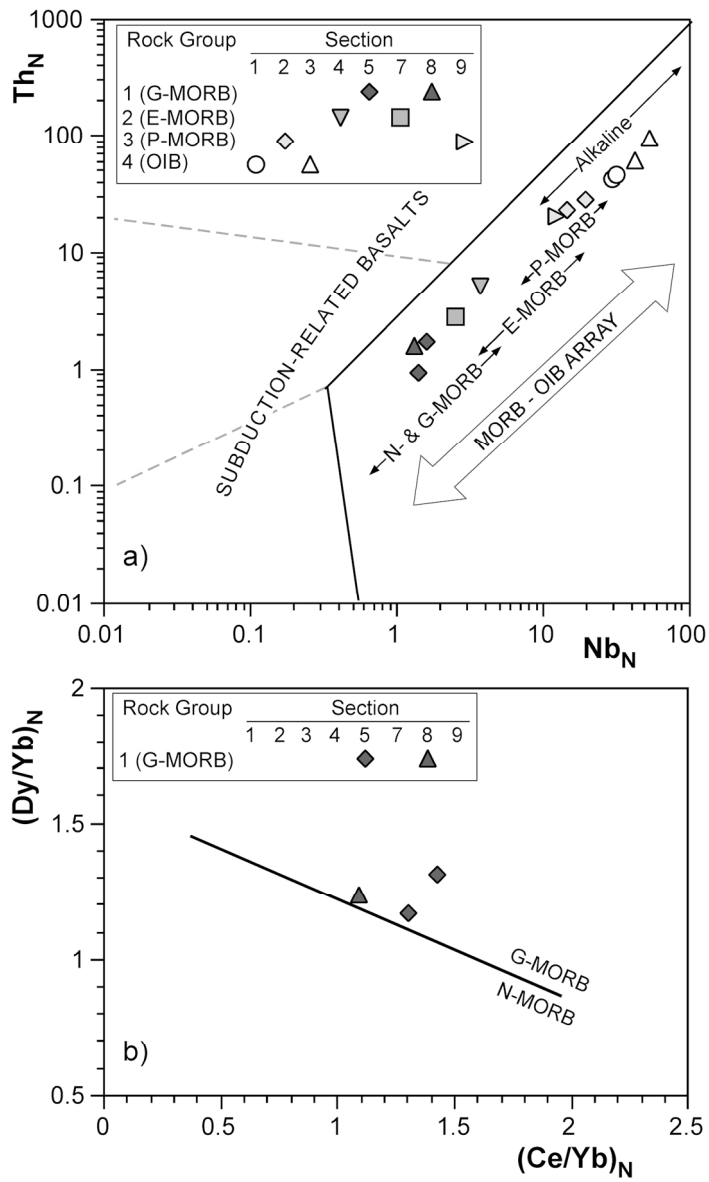 1000
100
10
1
0.1
0.01
Th_N
Rock Group Section
1 2 3 4 5 7 8 9
1 (G-MORB)
2 (E-MORB)
3 (P-MORB)
4 (OIB)
Alkaline
P-MORB
E-MORB
N- & G-MORB
MORB - OIB ARRAY
SUBDUCTION-RELATED BASALTS
a)
0.01 0.1 1 10 100
Nb_N
2
1.5
1
0.5
(Dy/Yb)_N
Rock Group Section
1 2 3 4 5 7 8 9
1 (G-MORB)
G-MORB
N-MORB
b)
0 0.5 1 1.5 2 2.5
(Ce/Yb)_N